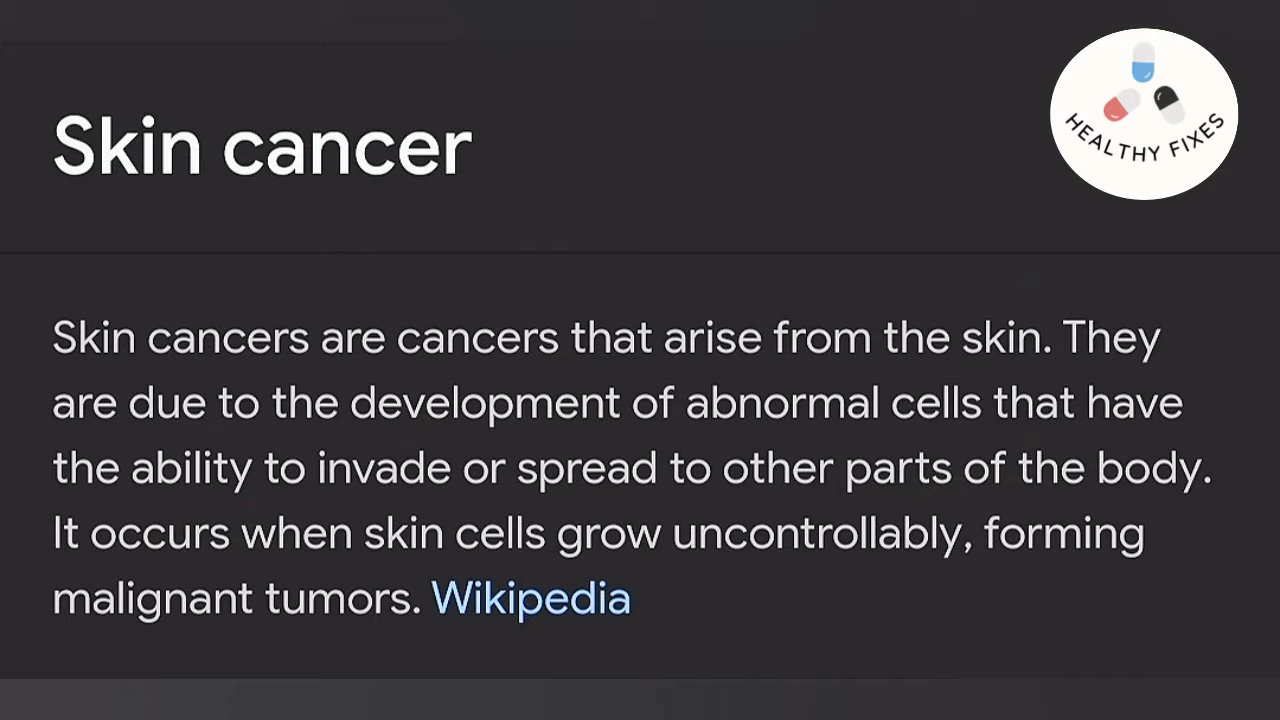 Skin cancer
HEALTHY FIXES
Skin cancers are cancers that arise from the skin. They
are due to the development of abnormal cells that have
the ability to invade or spread to other parts of the body.
It occurs when skin cells grow uncontrollably, forming
malignant tumors. Wikipedia